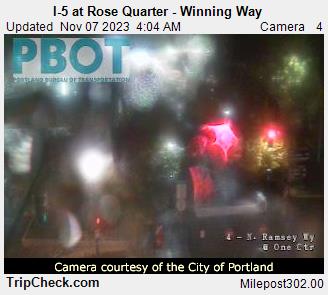 I-5 at Rose Quarter - Winning Way
Updated Nov 07 2023 4:04 AM Camera 4
PBOT
PORTLAND BUREAU OF TRANSPORTATION
4 - N. Ramsey Wy
@ One Ctr
Camera courtesy of the City of Portland
TripCheck.com Milepost302.00